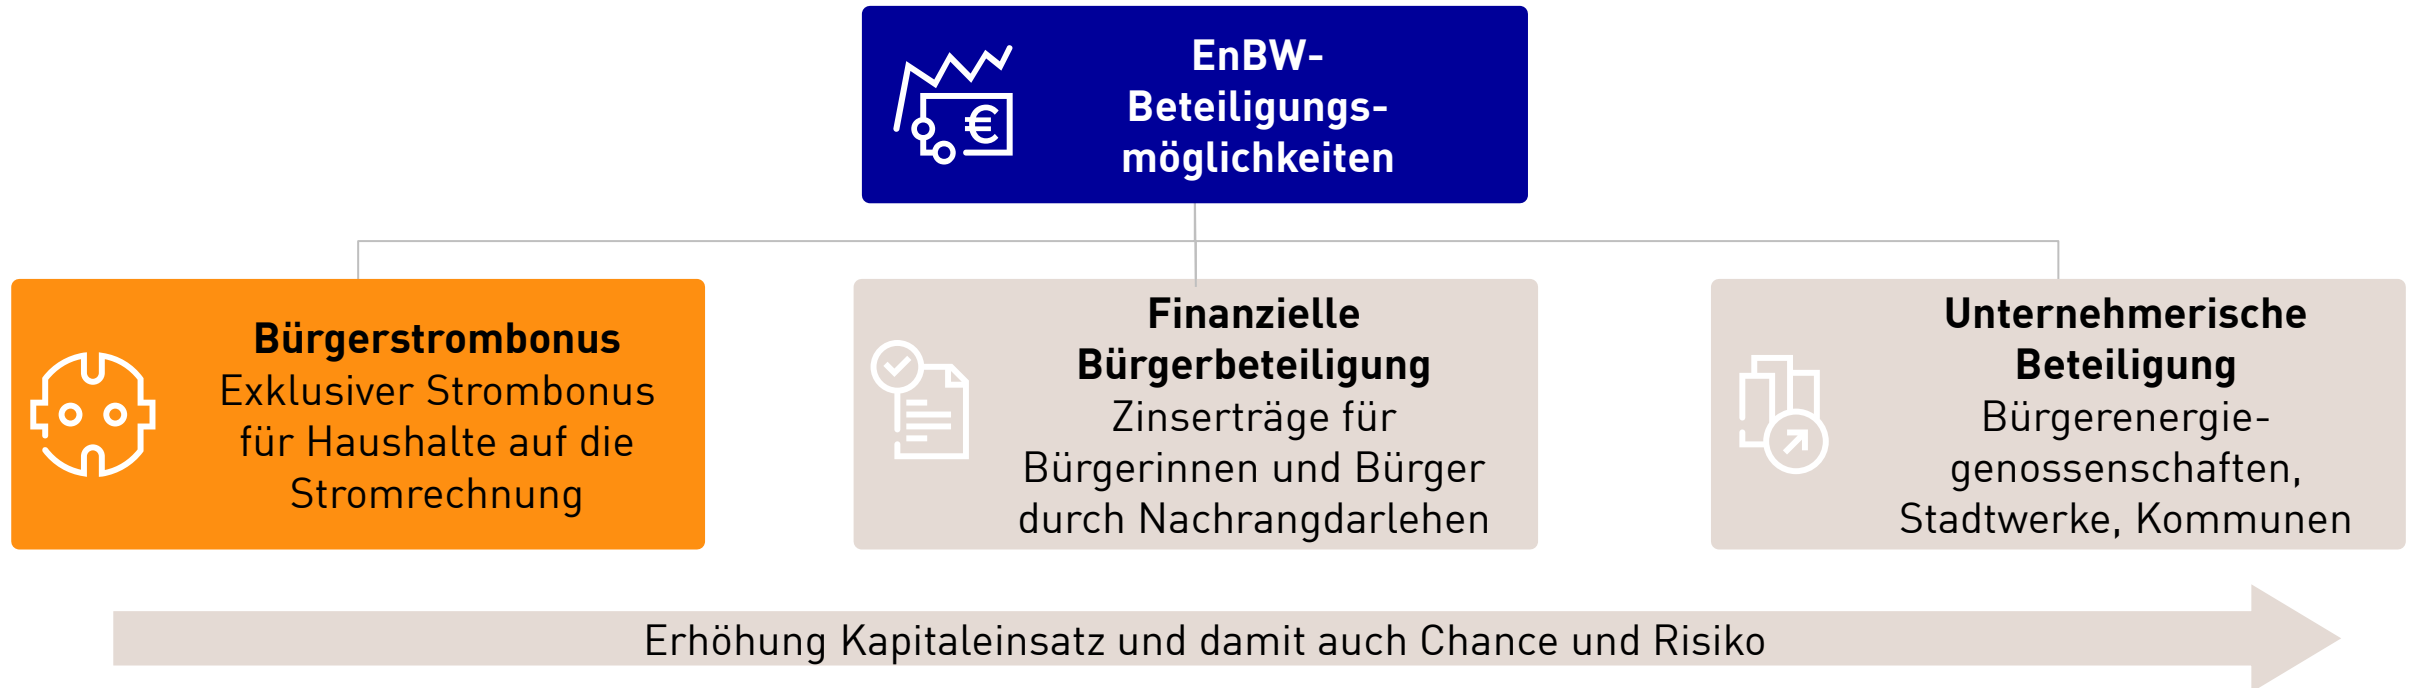 EnBW-
Beteiligungs-
möglichkeiten
Bürgerstrombonus
Exklusiver Strombonus
für Haushalte auf die
Stromrechnung
Finanzielle
Bürgerbeteiligung
Zinserträge für
Bürgerinnen und Bürger
durch Nachrangdarlehen
Unternehmerische
Beteiligung
Bürgerenergie-
genossenschaften,
Stadtwerke, Kommunen
Erhöhung Kapitaleinsatz und damit auch Chance und Risiko